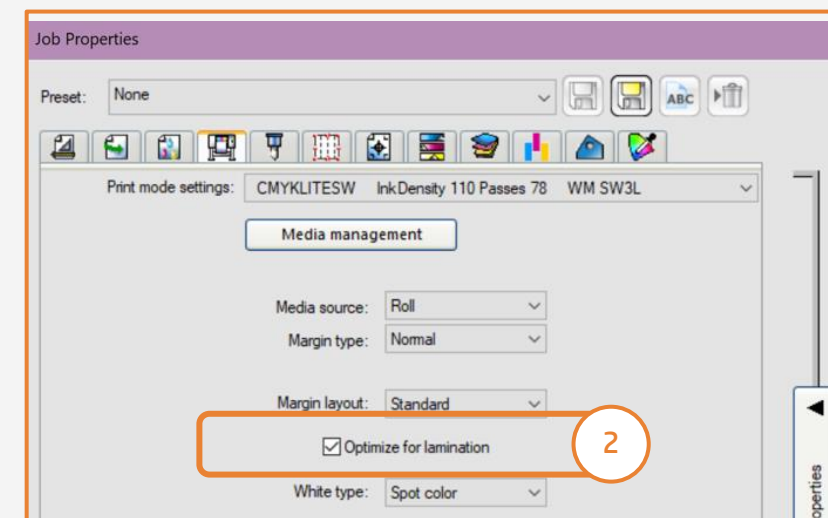 Job Properties
Preset: None
ABC
Print mode settings: CMYKLITESW InkDensity 110 Passes 78 WM SW3L
Media management
Media source: Roll
Margin type: Normal
Margin layout: Standard
Optimize for lamination 2
White type: Spot color